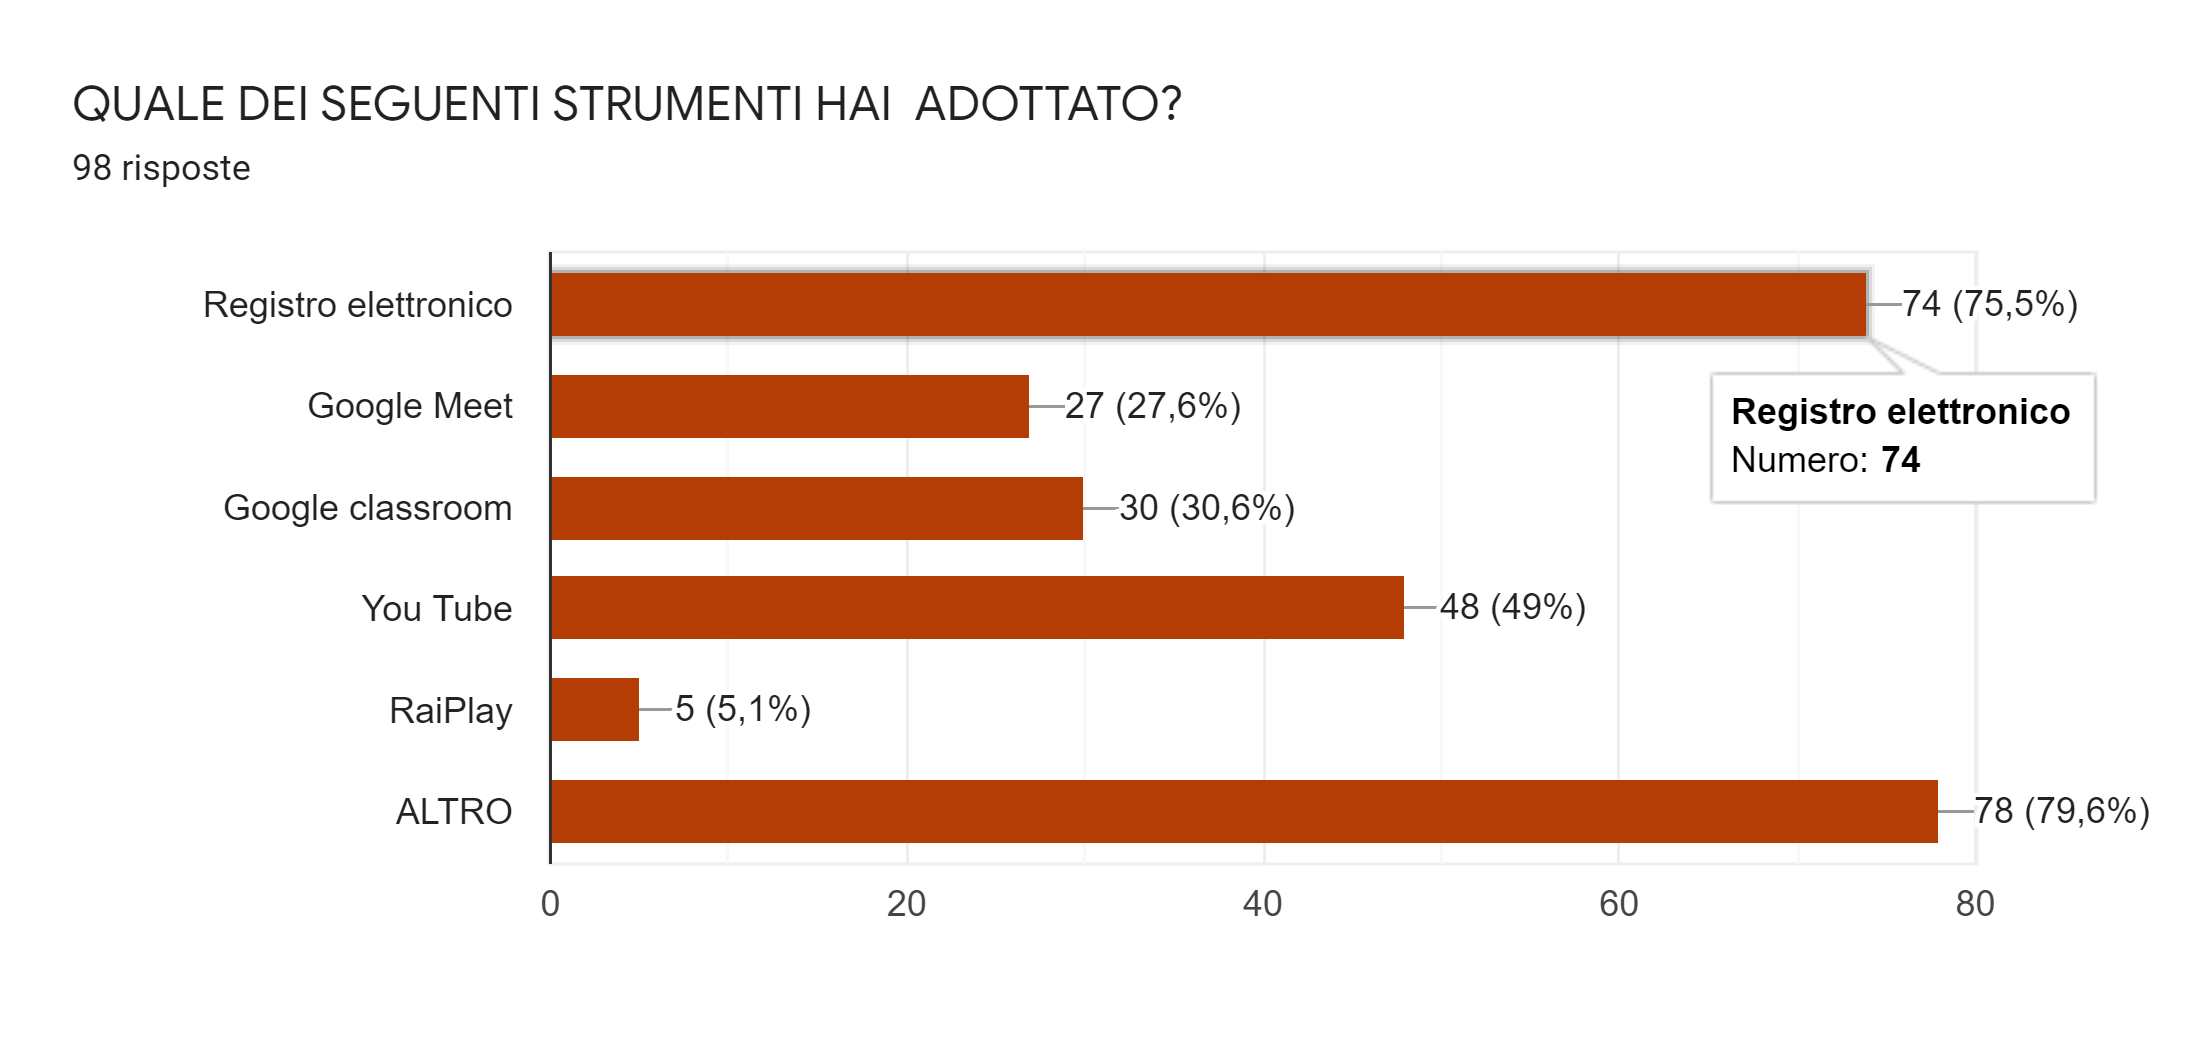 QUALE DEI SEGUENTI STRUMENTI HAI  ADOTTATO?
98 risposte
Registro elettronico
74 (75,5%)
Registro elettronico
Numero: 74
Google Meet
27 (27,6%)
Google classroom
30 (30,6%)
You Tube
48 (49%)
RaiPlay
5 (5,1%)
ALTRO
78 (79,6%)
0 20 40 60 80